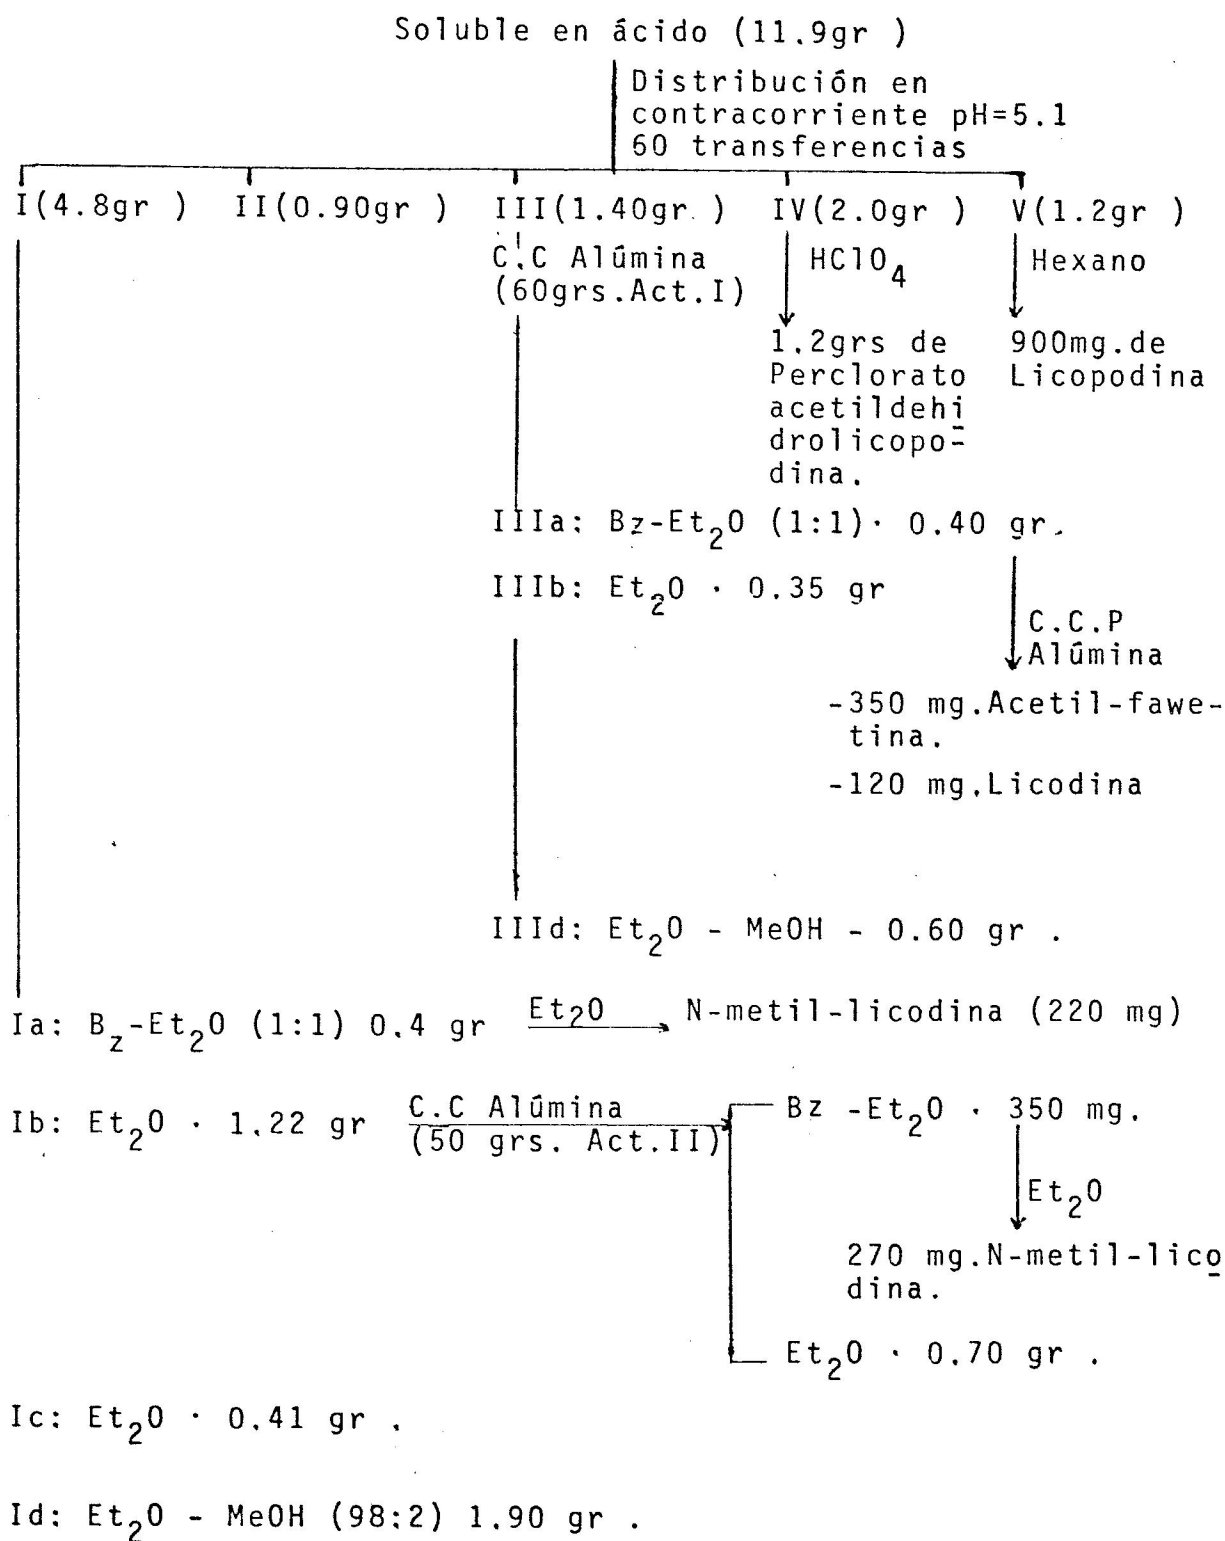 Soluble en ácido (11.9gr )
Distribución en
contracorriente pH=5.1
60 transferencias
I(4.8gr ) II(0.90gr ) III(1.40gr.) IV(2.0gr ) V(1.2gr )
C.C Alúmina
(60grs.Act.I)
HClO4
Hexano
1.2grs de
Perclorato
acetildehi
drolicopo-
dina.
900mg.de
Licopodina
IIIa: Bz-Et2O (1:1)· 0.40 gr.
IIIb: Et2O · 0.35 gr
C.C.P
Alúmina
-350 mg.Acetil-fawe-
tina.
-120 mg.Licodina
IIId: Et2O - MeOH - 0.60 gr .
Ia: Bz-Et2O (1:1) 0.4 gr Et2O N-metil-licodina (220 mg)
Ib: Et2O · 1.22 gr C.C Alúmina Bz -Et2O · 350 mg.
(50 grs. Act.II)
Et2O
270 mg.N-metil-lico
dina.
Et2O · 0.70 gr .
Ic: Et2O · 0.41 gr .
Id: Et2O - MeOH (98:2) 1.90 gr .